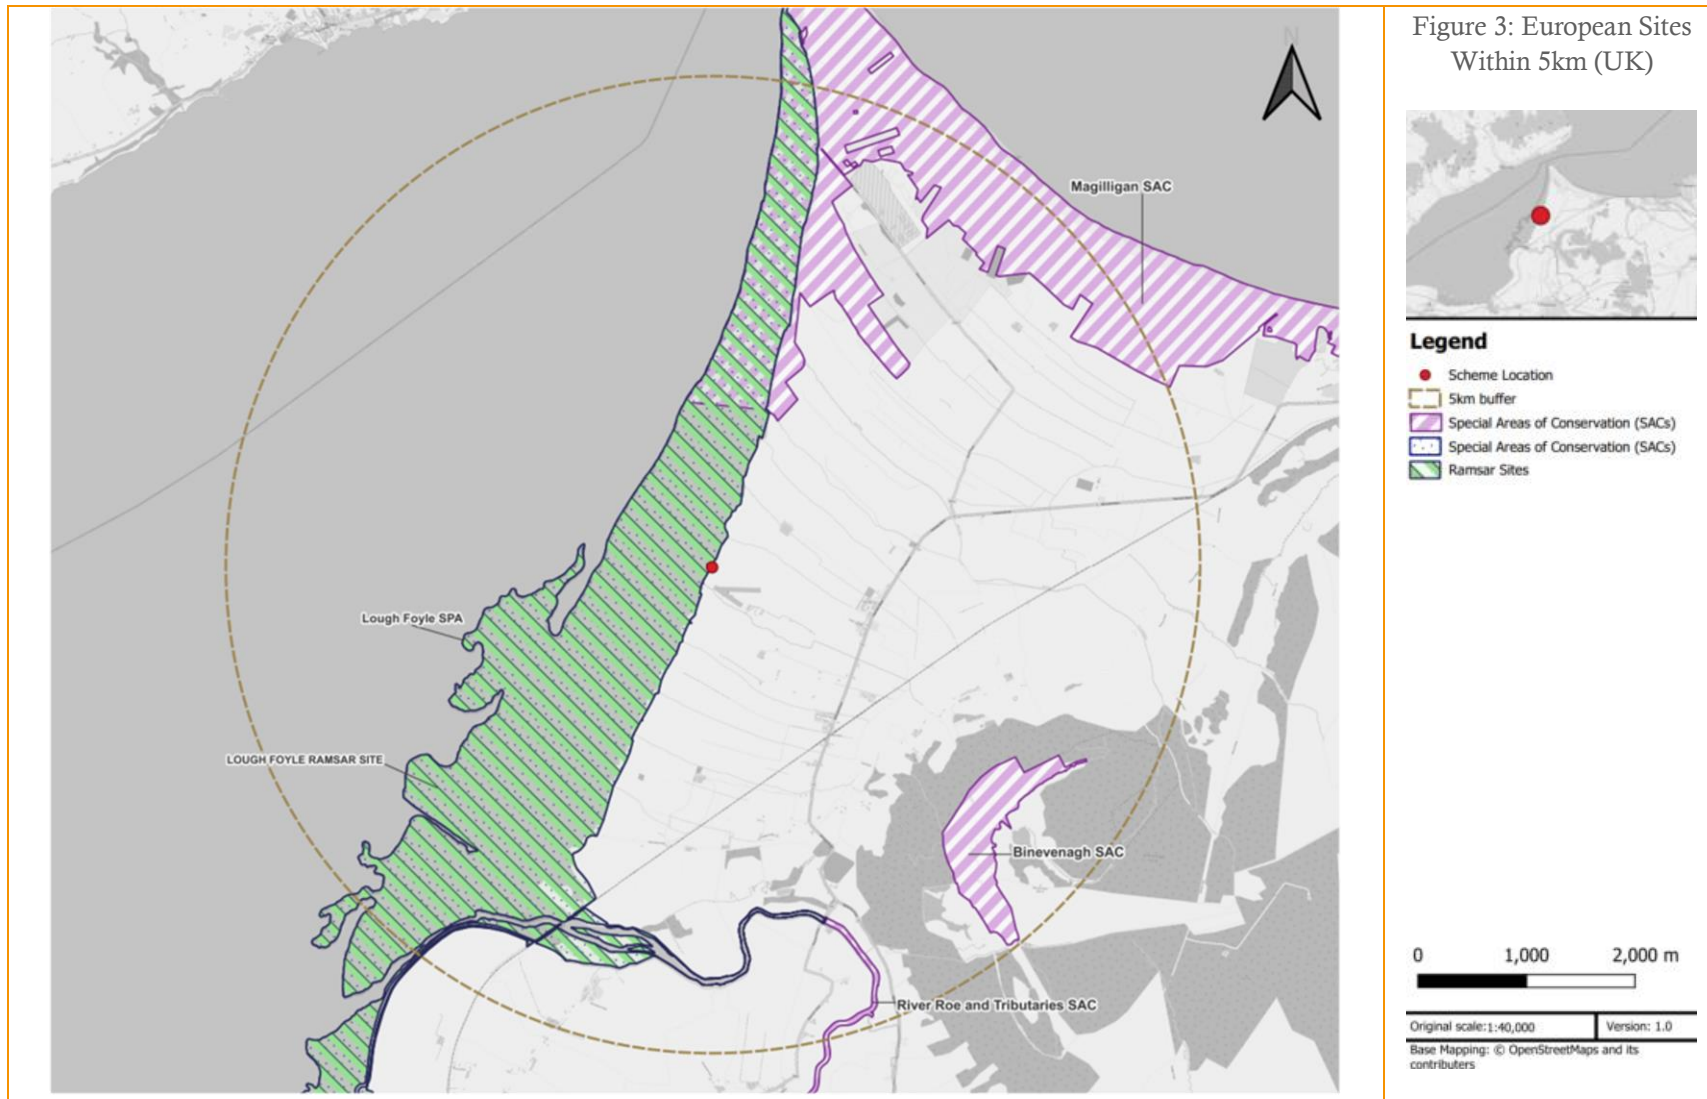 Figure 3: European Sites
Within 5km (UK)
N
Magilligan SAC
Lough Foyle SPA
LOUGH FOYLE RAMSAR SITE
Binevenagh SAC
River Roe and Tributaries SAC
Legend
Scheme Location
5km buffer
Special Areas of Conservation (SACs)
Special Areas of Conservation (SACs)
Ramsar Sites
0 1,000 2,000 m
Original scale:1:40,000 Version: 1.0
Base Mapping: © OpenStreetMaps and its
contributers